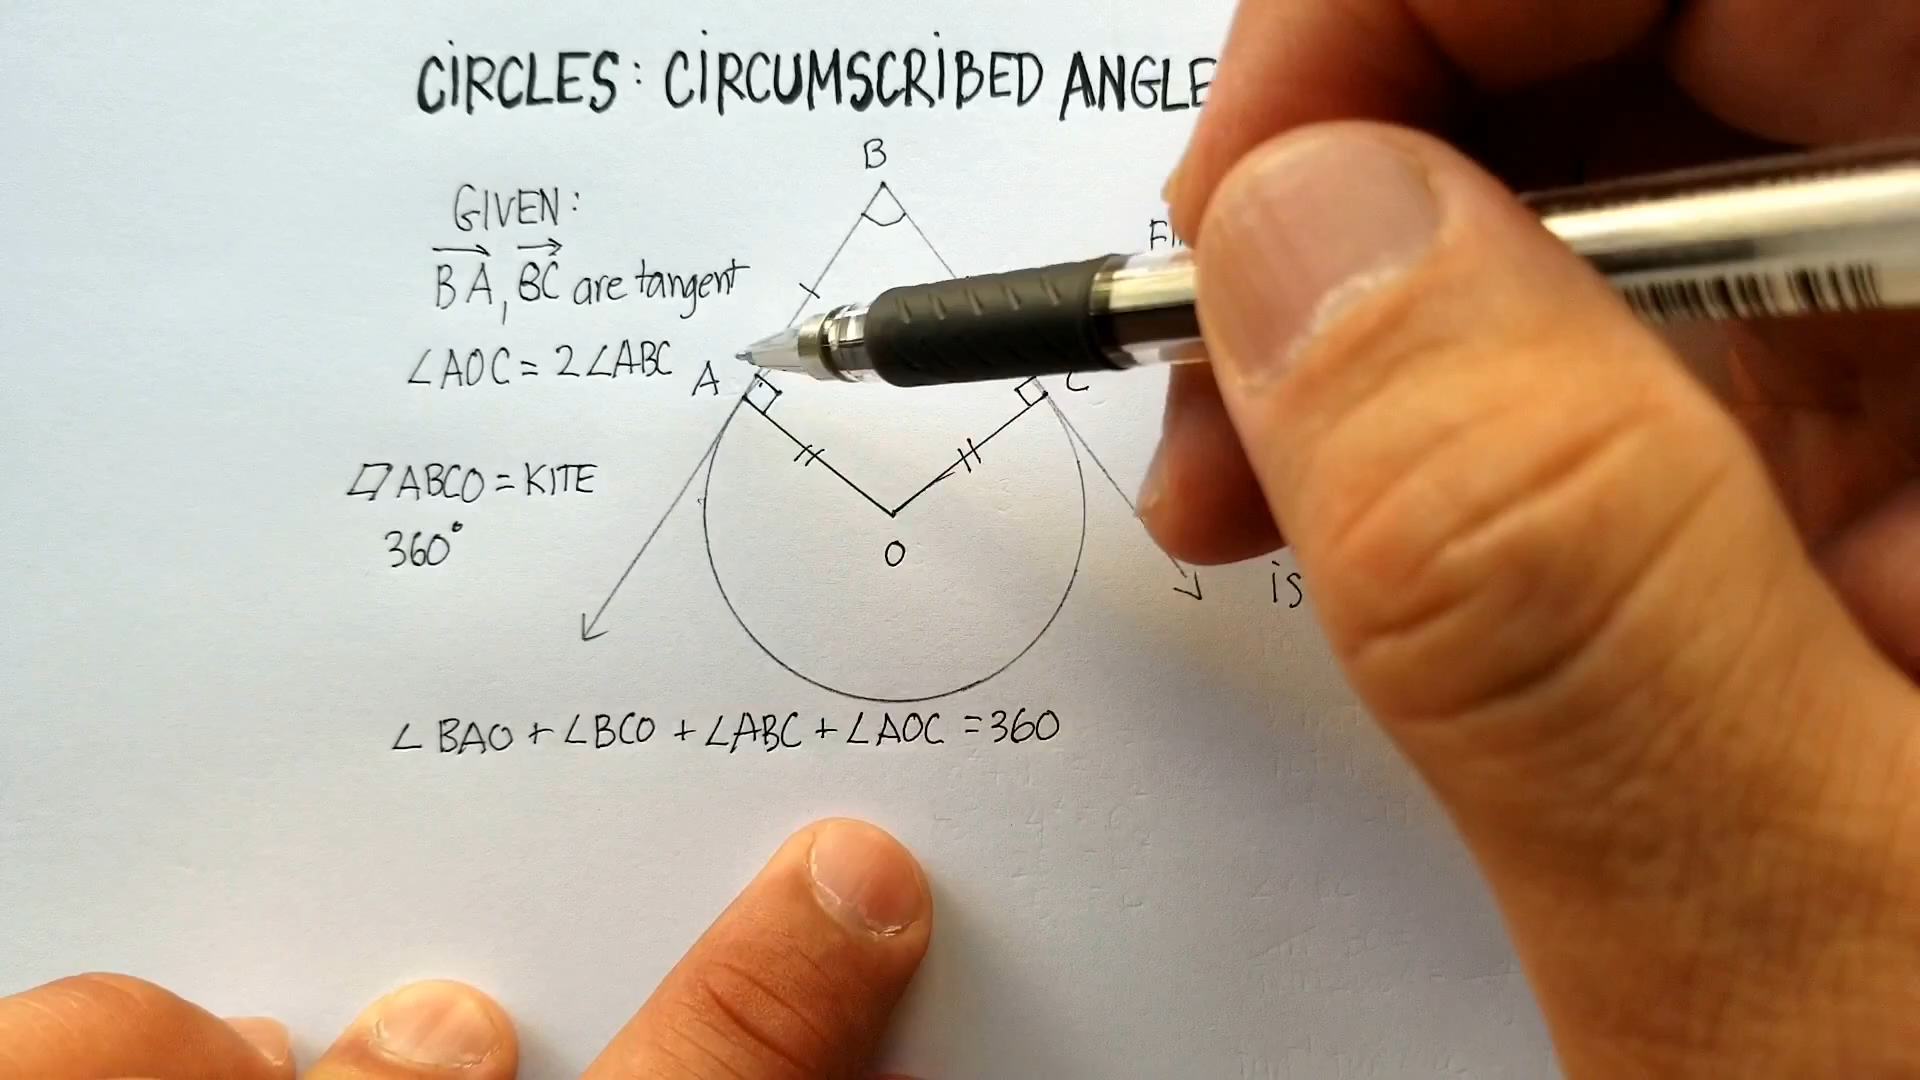 CIRCLES: CIRCUMSCRIBED ANGLE
B
GIVEN:
BA, BC are tangent
∠AOC = 2∠ABC
A
C
▱ABCO = KITE
360°
O
is
∠BAO + ∠BCO + ∠ABC + ∠AOC = 360